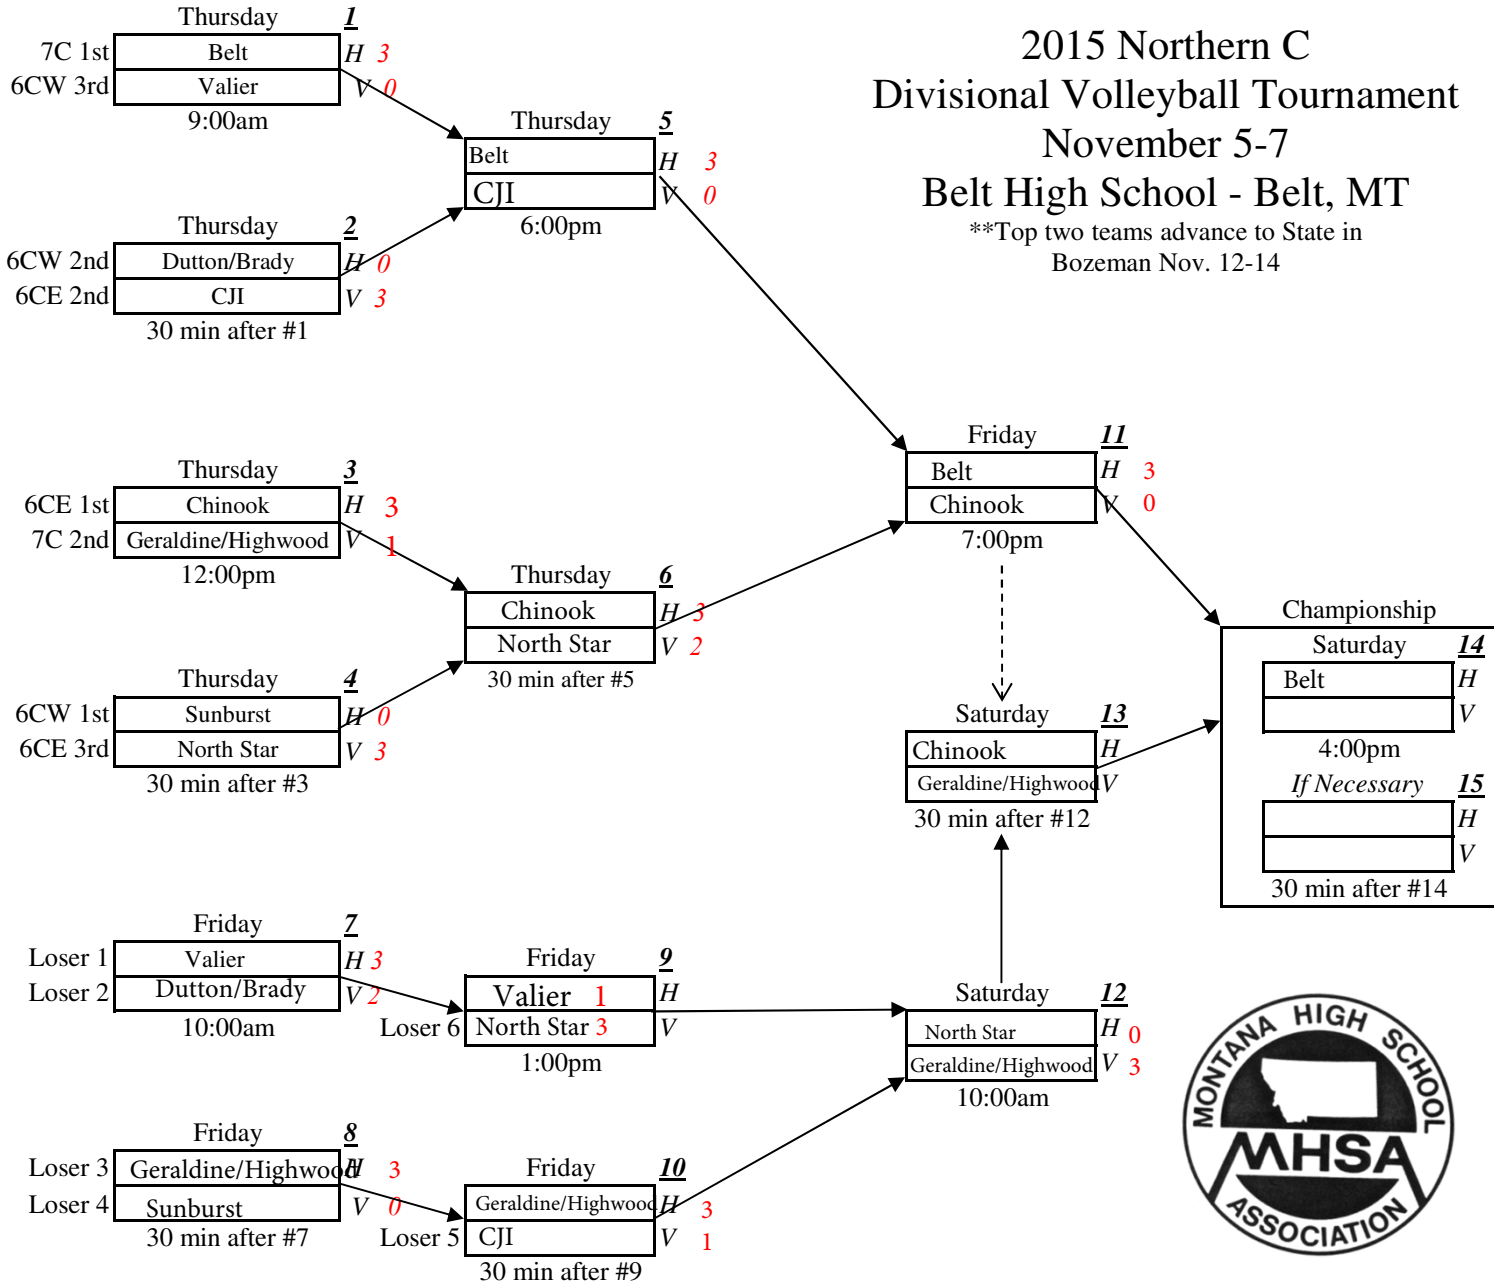 2015 Northern C
Divisional Volleyball Tournament
November 5-7
Belt High School - Belt, MT
**Top two teams advance to State in
Bozeman Nov. 12-14
Thursday 1
7C 1st Belt H 3
6CW 3rd Valier V 0
9:00am
Thursday 2
6CW 2nd Dutton/Brady H 0
6CE 2nd CJI V 3
30 min after #1
Thursday 5
Belt H 3
CJI V 0
6:00pm
Thursday 3
6CE 1st Chinook H 3
7C 2nd Geraldine/Highwood V 1
12:00pm
Thursday 4
6CW 1st Sunburst H 0
6CE 3rd North Star V 3
30 min after #3
Thursday 6
Chinook H 3
North Star V 2
30 min after #5
Friday 11
Belt H 3
Chinook V 0
7:00pm
Saturday 13
Chinook H
Geraldine/Highwood V
30 min after #12
Championship
Saturday 14
Belt H
V
4:00pm
If Necessary 15
H
V
30 min after #14
Friday 7
Loser 1 Valier H 3
Loser 2 Dutton/Brady V 2
10:00am
Friday 8
Loser 3 Geraldine/Highwood H 3
Loser 4 Sunburst V 0
30 min after #7
Friday 9
Valier 1 H
Loser 6 North Star 3 V
1:00pm
Friday 10
Geraldine/Highwood H 3
Loser 5 CJI V 1
30 min after #9
Saturday 12
North Star H 0
Geraldine/Highwood V 3
10:00am
MONTANA HIGH SCHOOL
MHSA
ASSOCIATION